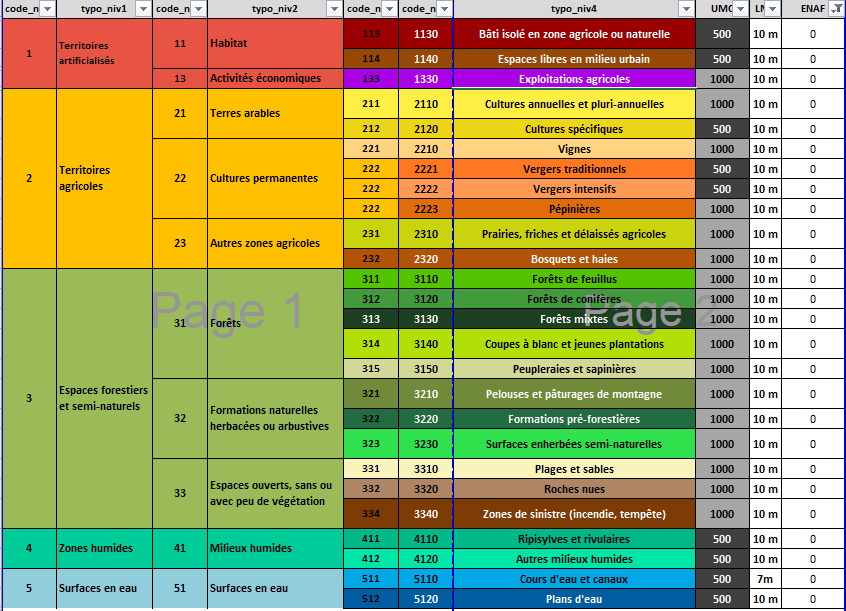 code_n typo_niv1 code_n typo_niv2 code_n code_n typo_niv4 UMC LN ENAF
1 Territoires artificialisés 11 Habitat 113 1130 Bâti isolé en zone agricole ou naturelle 500 10 m 0
114 1140 Espaces libres en milieu urbain 500 10 m 0
13 Activités économiques 133 1330 Exploitations agricoles 1000 10 m 0
2 Territoires agricoles 21 Terres arables 211 2110 Cultures annuelles et pluri-annuelles 1000 10 m 0
212 2120 Cultures spécifiques 500 10 m 0
22 Cultures permanentes 221 2210 Vignes 1000 10 m 0
222 2221 Vergers traditionnels 500 10 m 0
222 2222 Vergers intensifs 500 10 m 0
222 2223 Pépinières 1000 10 m 0
23 Autres zones agricoles 231 2310 Prairies, friches et délaissés agricoles 1000 10 m 0
232 2320 Bosquets et haies 1000 10 m 0
3 Espaces forestiers et semi-naturels 31 Forêts 311 3110 Forêts de feuillus 1000 10 m 0
312 3120 Forêts de conifères 1000 10 m 0
313 3130 Forêts mixtes 1000 10 m 0
314 3140 Coupes à blanc et jeunes plantations 1000 10 m 0
315 3150 Peupleraies et sapinières 1000 10 m 0
32 Formations naturelles herbacées ou arbustives 321 3210 Pelouses et pâturages de montagne 1000 10 m 0
322 3220 Formations pré-forestières 1000 10 m 0
323 3230 Surfaces enherbées semi-naturelles 1000 10 m 0
33 Espaces ouverts, sans ou avec peu de végétation 331 3310 Plages et sables 1000 10 m 0
332 3320 Roches nues 1000 10 m 0
334 3340 Zones de sinistre (incendie, tempête) 1000 10 m 0
4 Zones humides 41 Milieux humides 411 4110 Ripisylves et rivulaires 500 10 m 0
412 4120 Autres milieux humides 500 10 m 0
5 Surfaces en eau 51 Surfaces en eau 511 5110 Cours d'eau et canaux 500 7m 0
512 5120 Plans d'eau 500 10 m 0
Page 1
Page 2